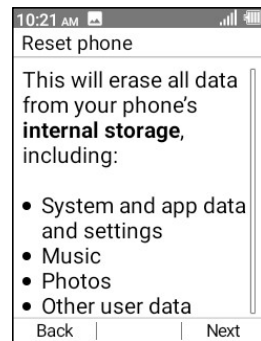 10:21 AM
Reset phone
This will erase all data
from your phone's
internal storage,
including:
• System and app data
and settings
• Music
• Photos
• Other user data
Back Next